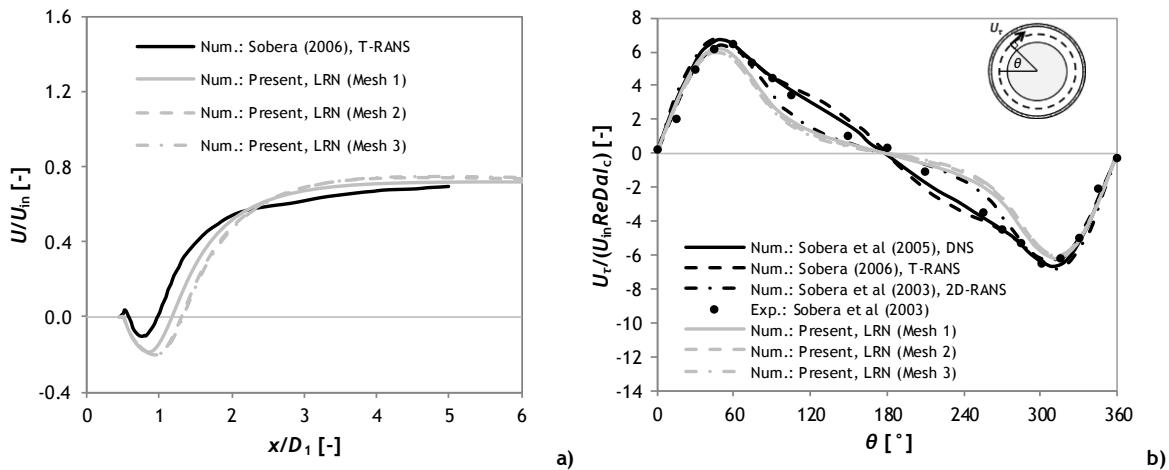 1.6
1.2
0.8
0.4
0.0
-0.4
U/Uin [-]
Num.: Sobera (2006), T-RANS
Num.: Present, LRN (Mesh 1)
Num.: Present, LRN (Mesh 2)
Num.: Present, LRN (Mesh 3)
0 1 2 3 4 5 6
x/D1 [-]
a)
8
6
4
2
0
-2
-4
-6
-8
-10
-12
-14
Uτ/(UinReDaIc) [-]
Uτ
θ
Num.: Sobera et al (2005), DNS
Num.: Sobera (2006), T-RANS
Num.: Sobera et al (2003), 2D-RANS
Exp.: Sobera et al (2003)
Num.: Present, LRN (Mesh 1)
Num.: Present, LRN (Mesh 2)
Num.: Present, LRN (Mesh 3)
0 60 120 180 240 300 360
θ [°]
b)